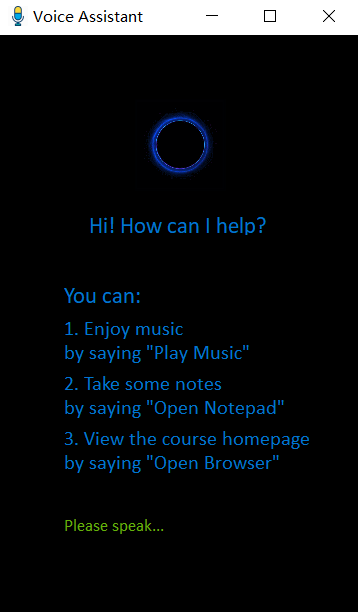 Voice Assistant
Hi! How can I help?
You can:
1. Enjoy music
by saying "Play Music"
2. Take some notes
by saying "Open Notepad"
3. View the course homepage
by saying "Open Browser"
Please speak...